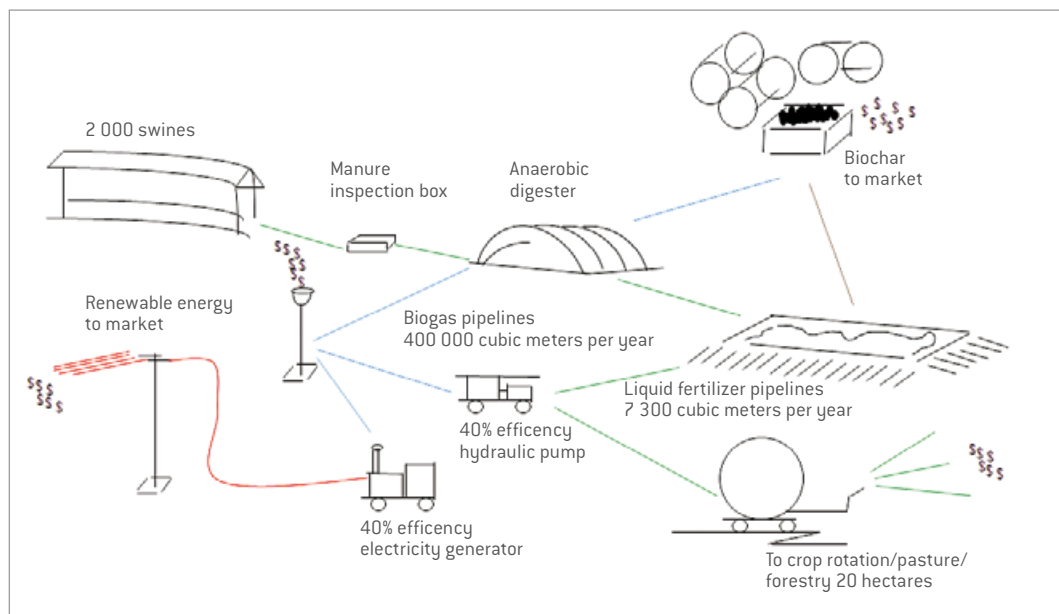 2 000 swines
Manure
inspection box
Anaerobic
digester
Biochar
to market
Renewable energy
to market
Biogas pipelines
400 000 cubic meters per year
Liquid fertilizer pipelines
7 300 cubic meters per year
40% efficency
hydraulic pump
40% efficency
electricity generator
To crop rotation/pasture/
forestry 20 hectares
$$$
$$
$$
$
$ $
$ $ $
$ $ $
$$
$$$
$$$
$$
$$$
$$$